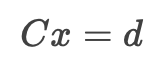 Cx = d